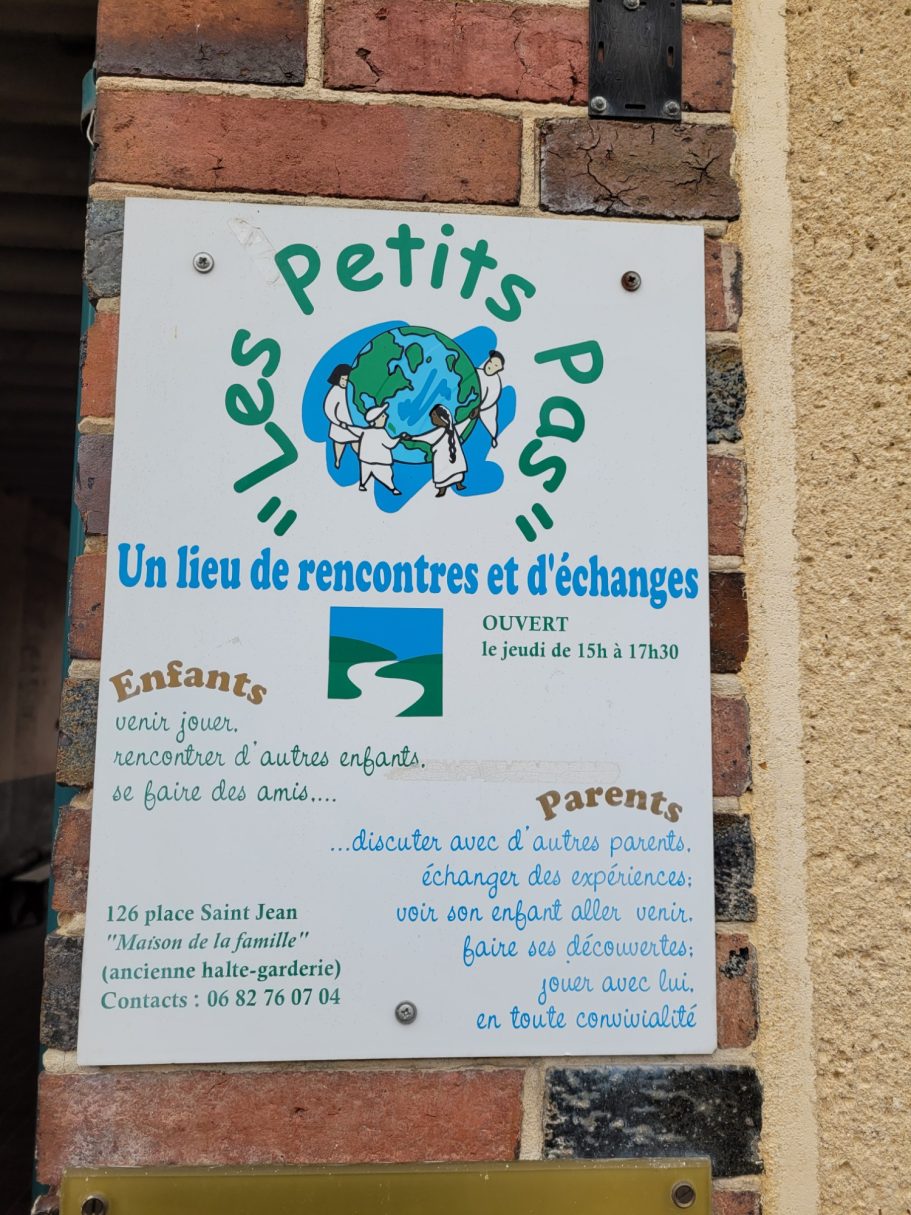 "Les Petits Pas"
Un lieu de rencontres et d'échanges
OUVERT
le jeudi de 15h à 17h30
Enfants
venir jouer,
rencontrer d'autres enfants,
se faire des amis,...
Parents
...discuter avec d'autres parents,
échanger des expériences;
voir son enfant aller venir,
faire ses découvertes;
jouer avec lui,
en toute convivialité
126 place Saint Jean
"Maison de la famille"
(ancienne halte-garderie)
Contacts : 06 82 76 07 04